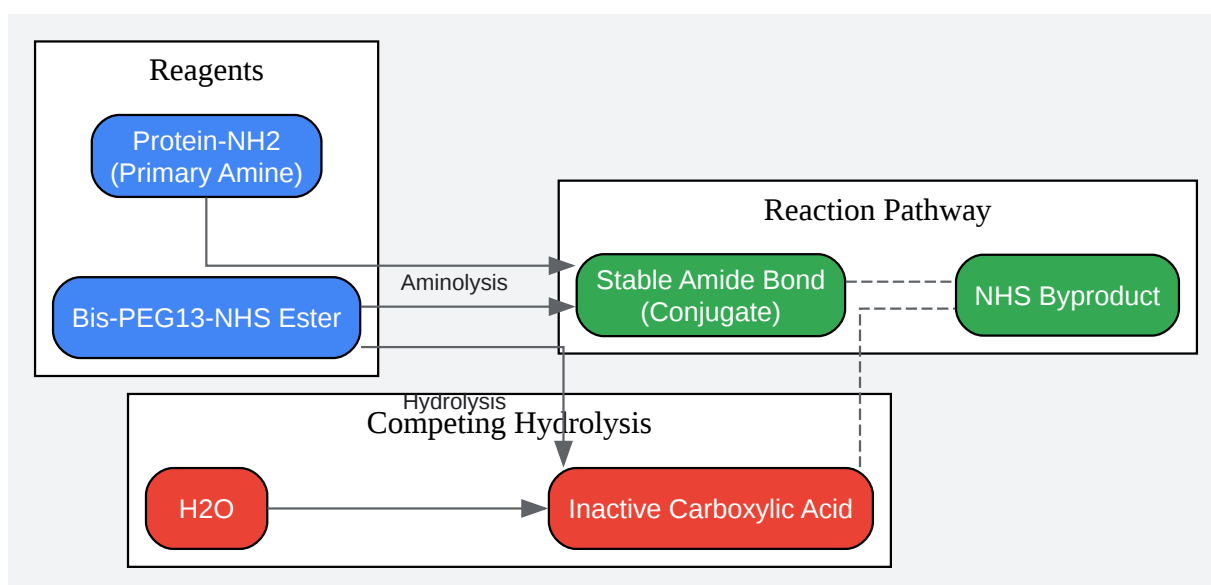 Reagents
Protein-NH2
(Primary Amine)
Bis-PEG13-NHS Ester
Aminolysis
Hydrolysis
Reaction Pathway
Stable Amide Bond
(Conjugate)
NHS Byproduct
Competing Hydrolysis
H2O
Inactive Carboxylic Acid